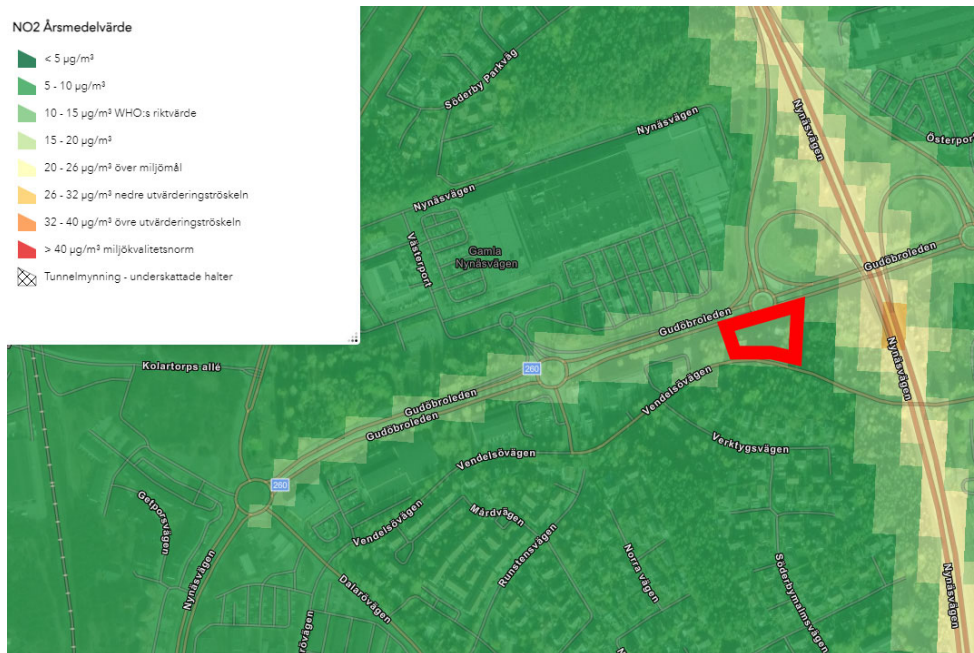 NO2 Årsmedelvärde
< 5 µg/m³
5 - 10 µg/m³
10 - 15 µg/m³ WHO:s riktvärde
15 - 20 µg/m³
20 - 26 µg/m³ över miljömål
26 - 32 µg/m³ nedre utvärderingströskeln
32 - 40 µg/m³ övre utvärderingströskeln
> 40 µg/m³ miljökvalitetsnorm
Tunnelmynning - underskattade halter
Söderby Parkväg
Nynäsvägen
Nynäsvägen
Österport
Nynäsvägen
Västerport
Gamla
Nynäsvägen
Gudöbroleden
Gudöbroleden
Nynäsvägen
Kolartorps allé
260
Vendelsövägen
Gudöbroleden
Gudöbroleden
Verktygsvägen
Vendelsövägen
260
Getporsvägen
Vendelsövägen
Mårdvägen
Runstensvägen
Norra vägen
Söderbymalmsvägen
Nynäsvägen
Dalarövägen
rövägen
Nynäsvägen